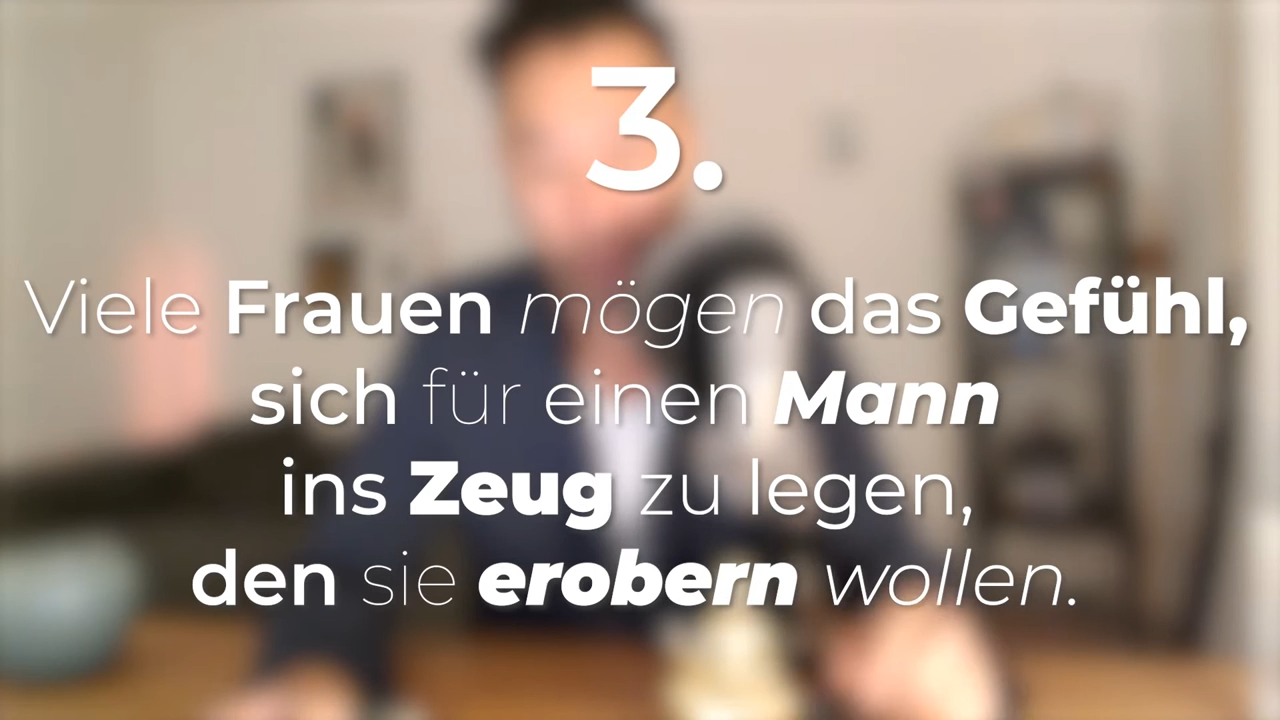 3.
Viele Frauen mögen das Gefühl,
sich für einen Mann
ins Zeug zu legen,
den sie erobern wollen.